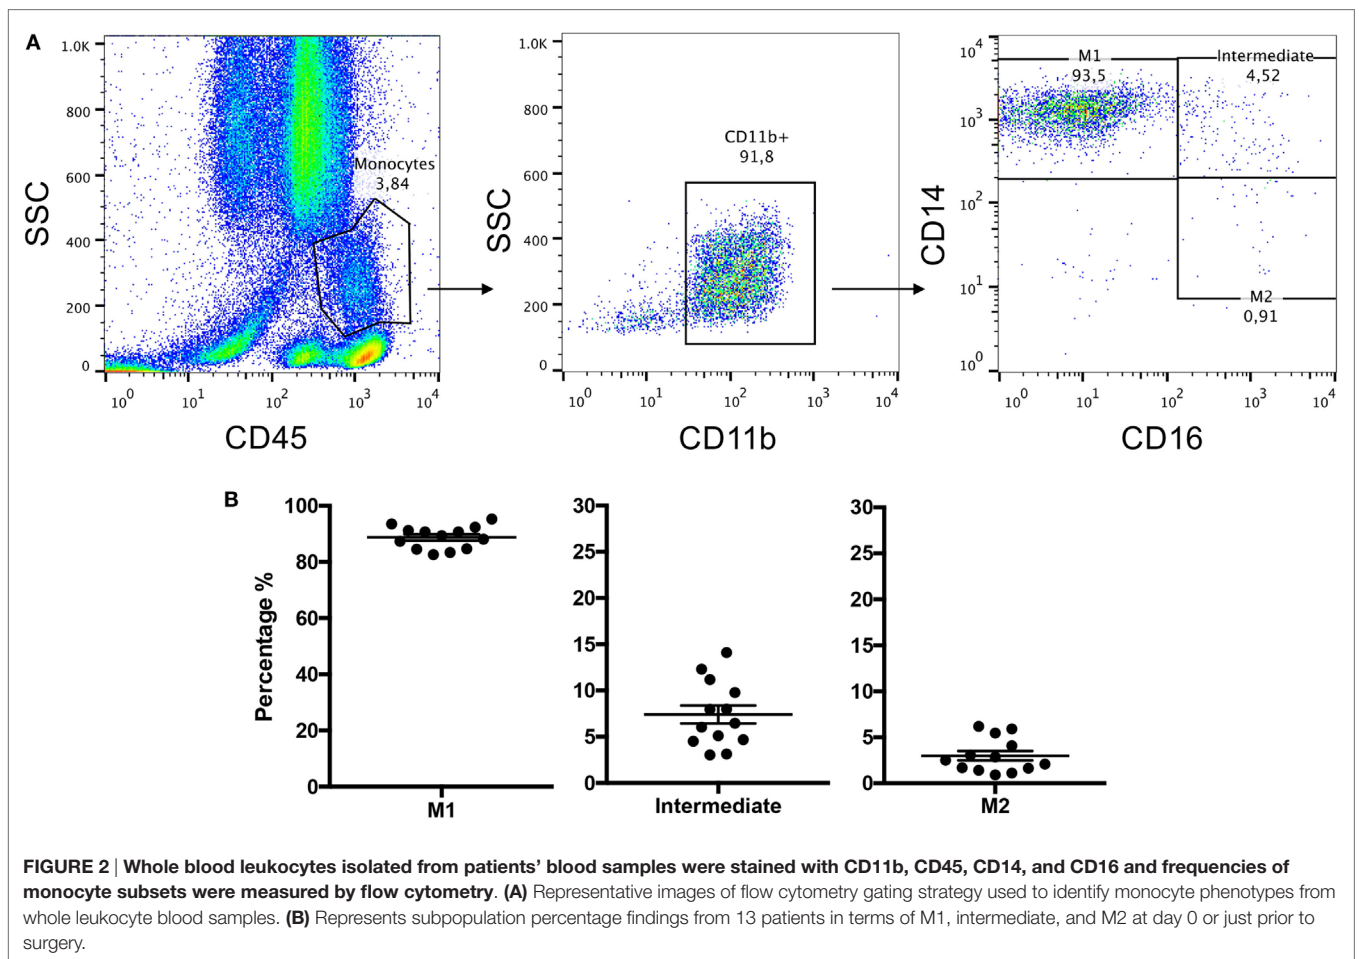 A
1.0K
800
600
400
200
0
SSC
Monocytes
3,84
10^0 10^1 10^2 10^3 10^4
CD45
1.0K
800
600
400
200
0
SSC
CD11b+
91,8
10^0 10^1 10^2 10^3 10^4
CD11b
10^4
10^3
10^2
10^1
10^0
CD14
M1
93,5
Intermediate
4,52
M2
0,91
10^0 10^1 10^2 10^3 10^4
CD16
B
Percentage %
100
80
60
40
20
0
M1
30
25
20
15
10
5
0
Intermediate
30
25
20
15
10
5
0
M2
FIGURE 2 | Whole blood leukocytes isolated from patients’ blood samples were stained with CD11b, CD45, CD14, and CD16 and frequencies of
monocyte subsets were measured by flow cytometry. (A) Representative images of flow cytometry gating strategy used to identify monocyte phenotypes from
whole leukocyte blood samples. (B) Represents subpopulation percentage findings from 13 patients in terms of M1, intermediate, and M2 at day 0 or just prior to
surgery.